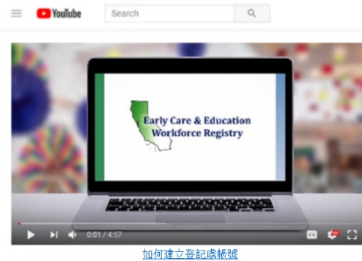 YouTube
Search
Early Care & Education
Workforce Registry
0:01 / 4:57
如何建立登記處帳號